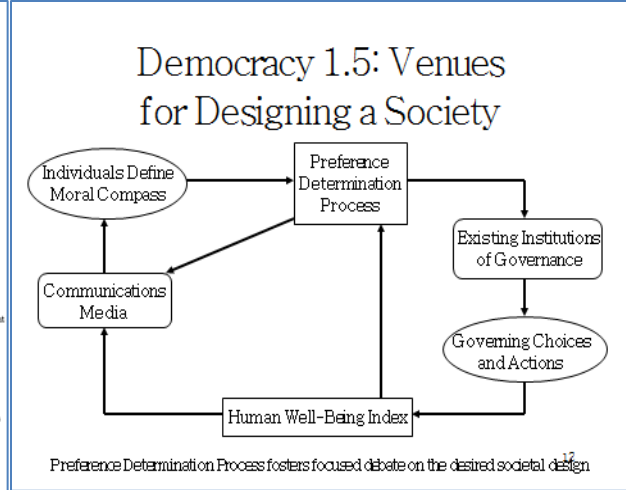 Democracy 1.5: Venues
for Designing a Society
Individuals Define
Moral Compass
Preference
Determination
Process
Existing Institutions
of Governance
Communications
Media
Governing Choices
and Actions
Human Well-Being Index
12
Preference Determination Process fosters focused debate on the desired societal design